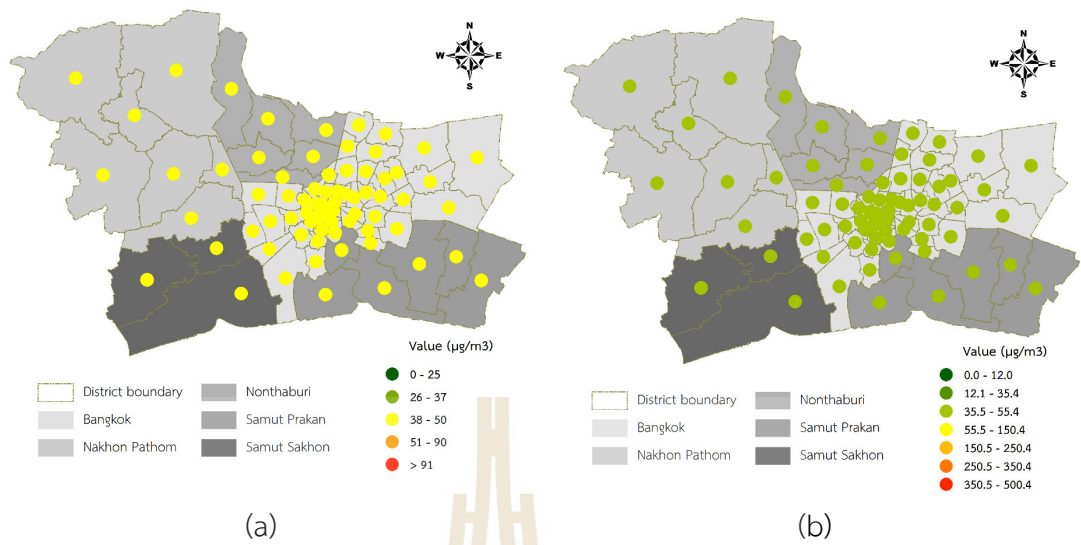 N
W E
S
Value (µg/m3)
0 - 25
26 - 37
38 - 50
51 - 90
> 91
District boundary
Bangkok
Nakhon Pathom
Nonthaburi
Samut Prakan
Samut Sakhon
(a)
N
W E
S
Value (µg/m3)
0.0 - 12.0
12.1 - 35.4
35.5 - 55.4
55.5 - 150.4
150.5 - 250.4
250.5 - 350.4
350.5 - 500.4
District boundary
Bangkok
Nakhon Pathom
Nonthaburi
Samut Prakan
Samut Sakhon
(b)